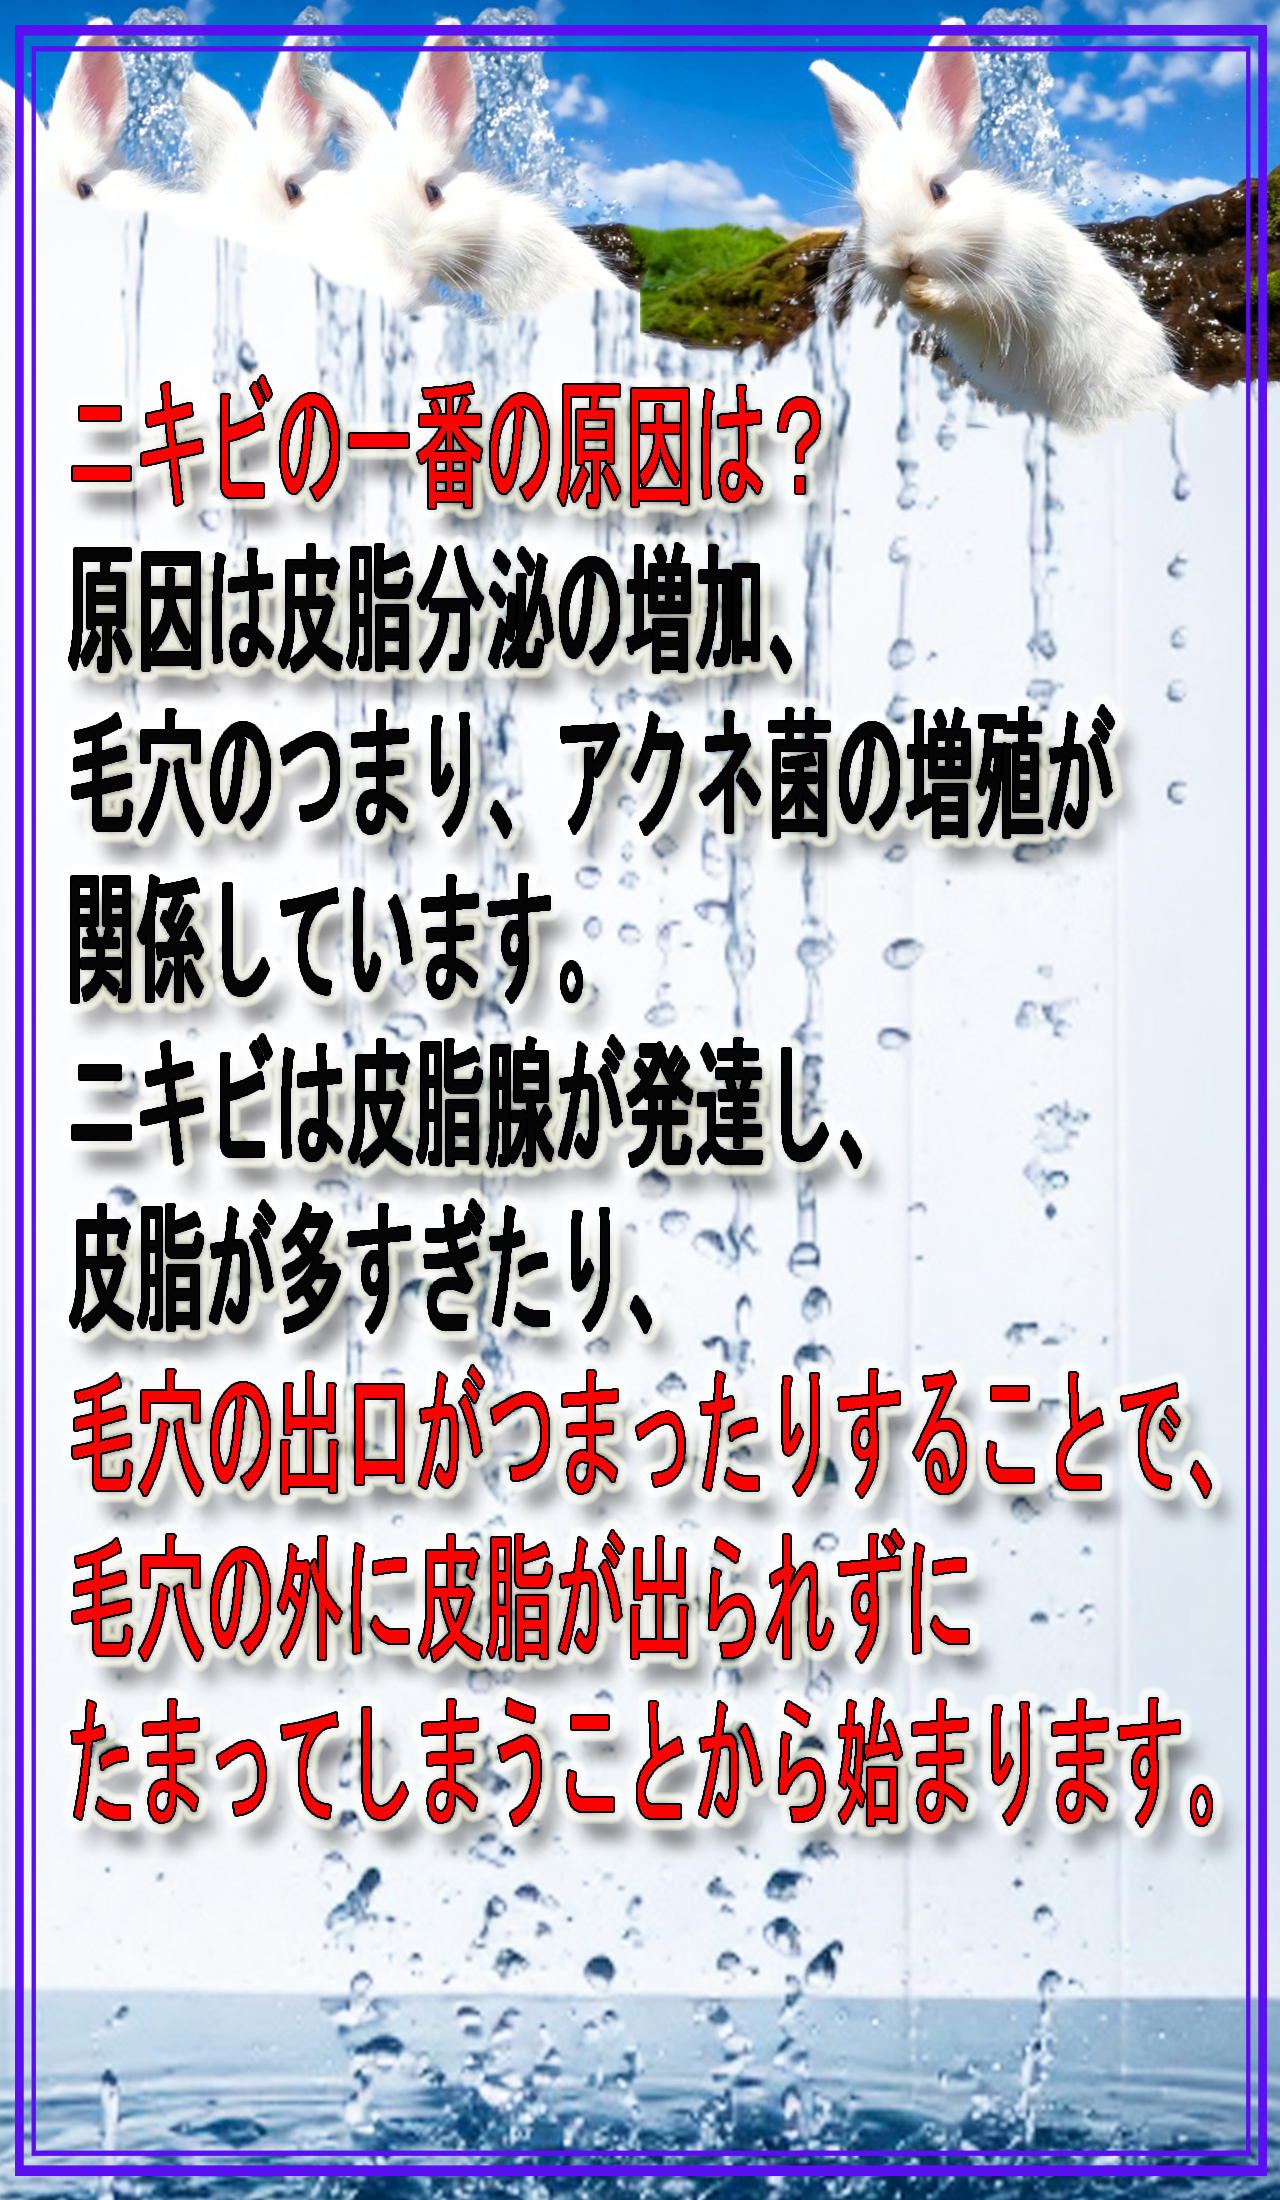 ニキビの一番の原因は？
原因は皮脂分泌の増加、
毛穴のつまり、アクネ菌の増殖が
関係しています。
ニキビは皮脂腺が発達し、
皮脂が多すぎたり、
毛穴の出口がつまったりすることで、
毛穴の外に皮脂が出られずに
たまってしまうことから始まります。